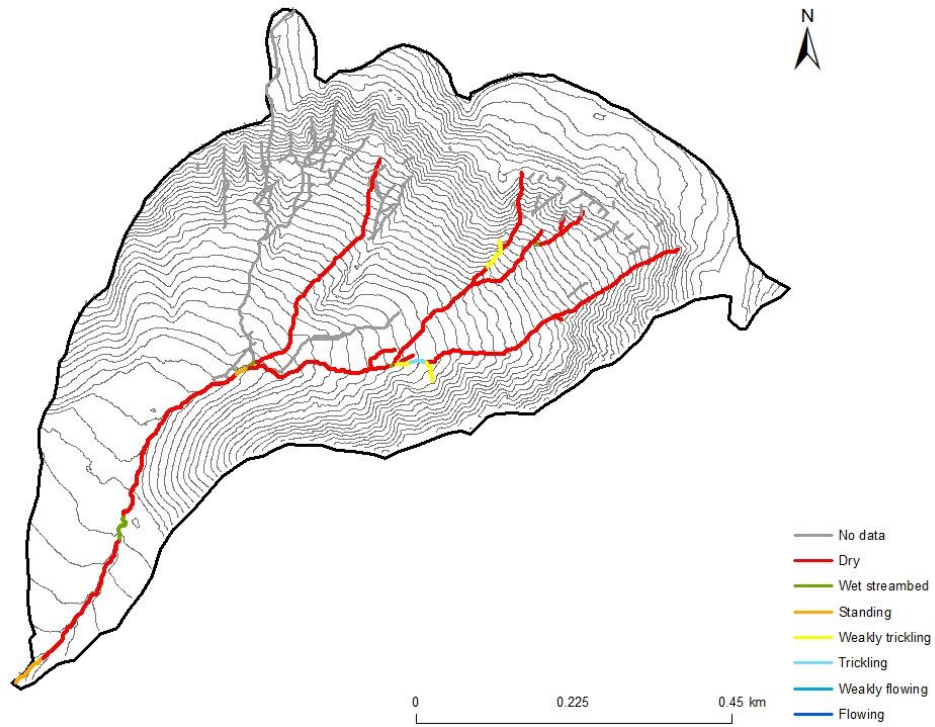 N
No data
Dry
Wet streambed
Standing
Weakly trickling
Trickling
Weakly flowing
Flowing
0 0.225 0.45 km